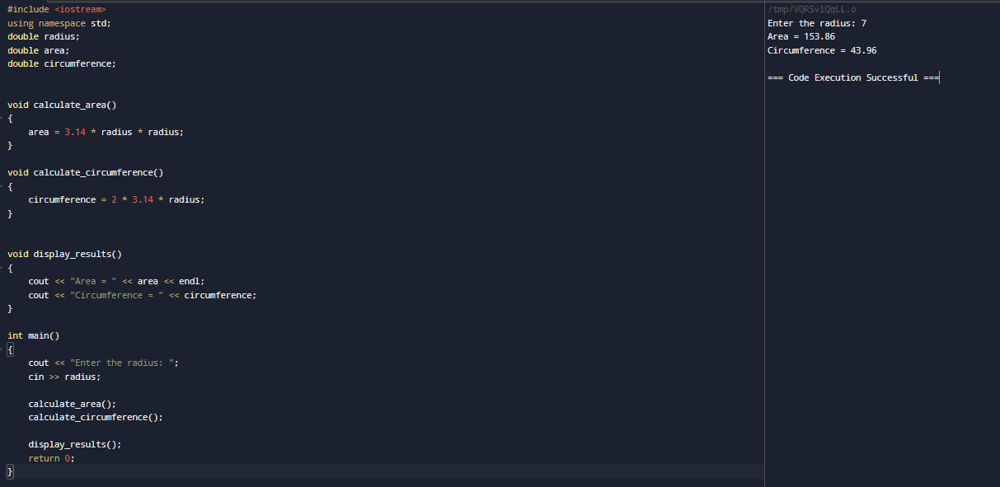 #include <iostream>
using namespace std;
double radius;
double area;
double circumference;
void calculate_area()
{
    area = 3.14 * radius * radius;
}
void calculate_circumference()
{
    circumference = 2 * 3.14 * radius;
}
void display_results()
{
    cout << "Area = " << area << endl;
    cout << "Circumference = " << circumference;
}
int main()
{
    cout << "Enter the radius: ";
    cin >> radius;
    calculate_area();
    calculate_circumference();
    display_results();
    return 0;
}
/tmp/VQRSvlQqLL.o
Enter the radius: 7
Area = 153.86
Circumference = 43.96
=== Code Execution Successful ===